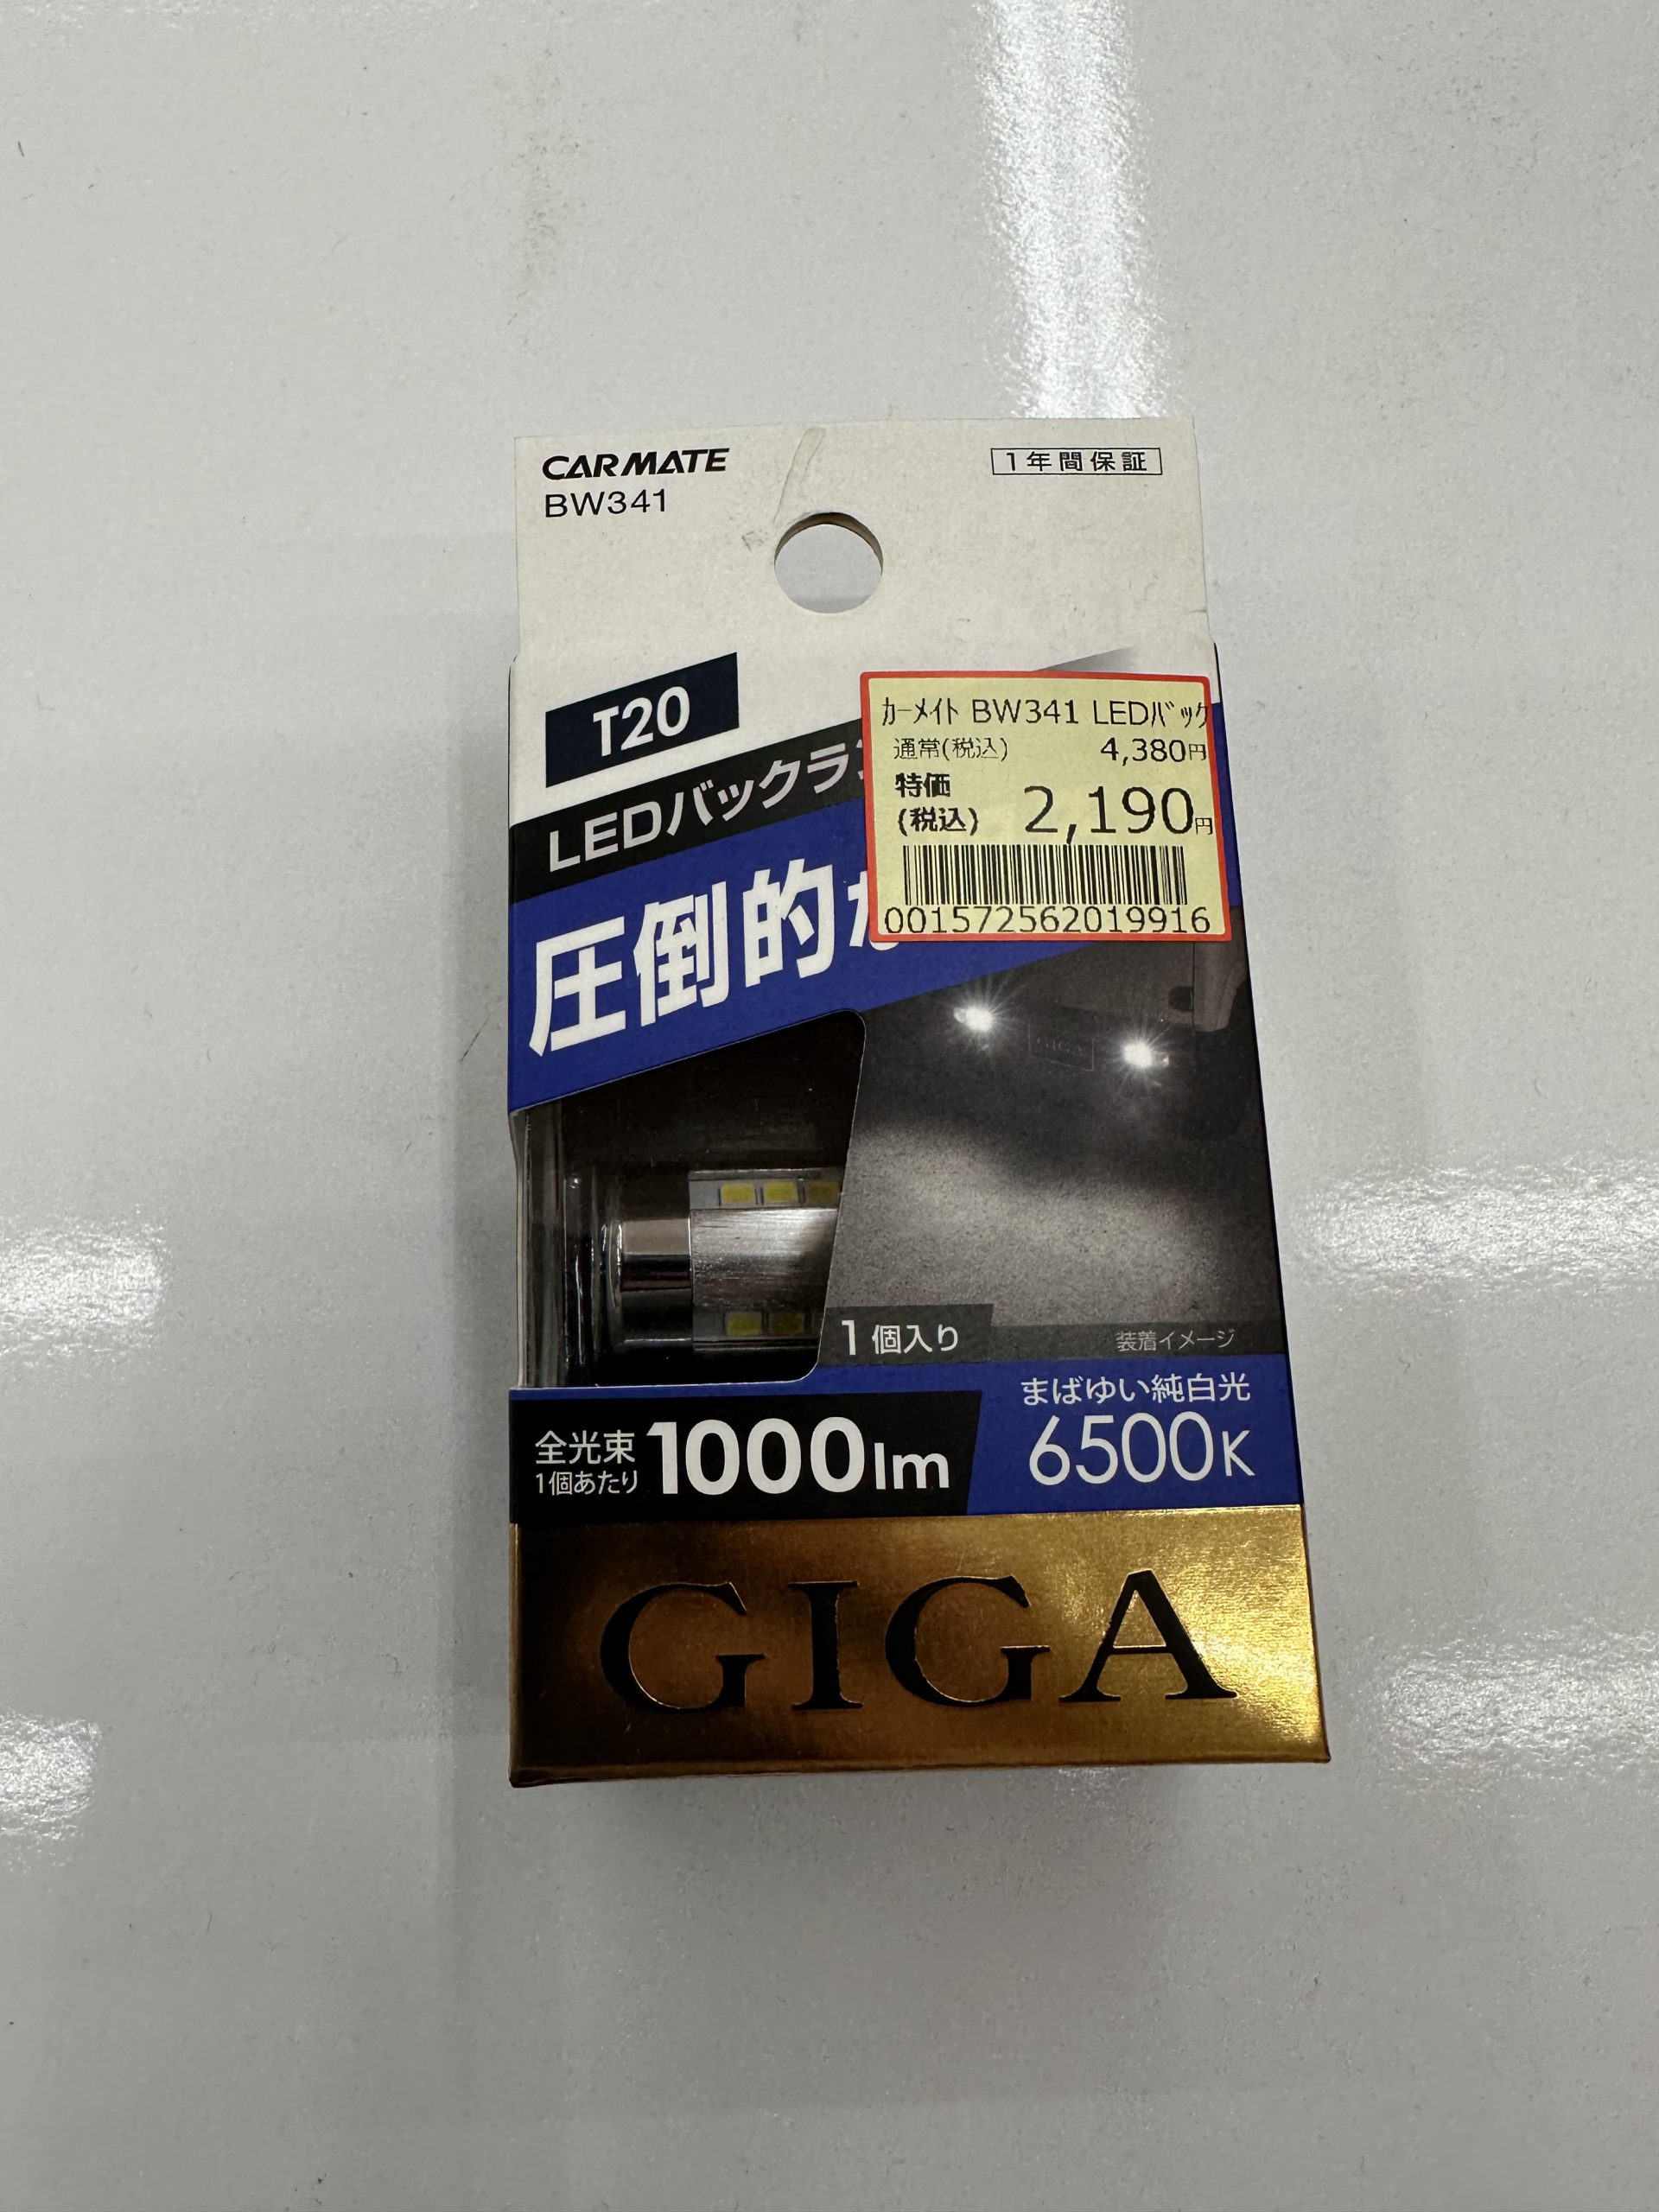 CARMATE
BW341
1年間保証
T20
LEDバックラ
圧倒的
カーメイト BW341 LEDバック
通常(税込) 4,380円
特価
(税込) 2,190円
001572562019916
GIGA
1個入り
装着イメージ
全光束
1個あたり
1000lm
まばゆい純白光
6500K
GIGA